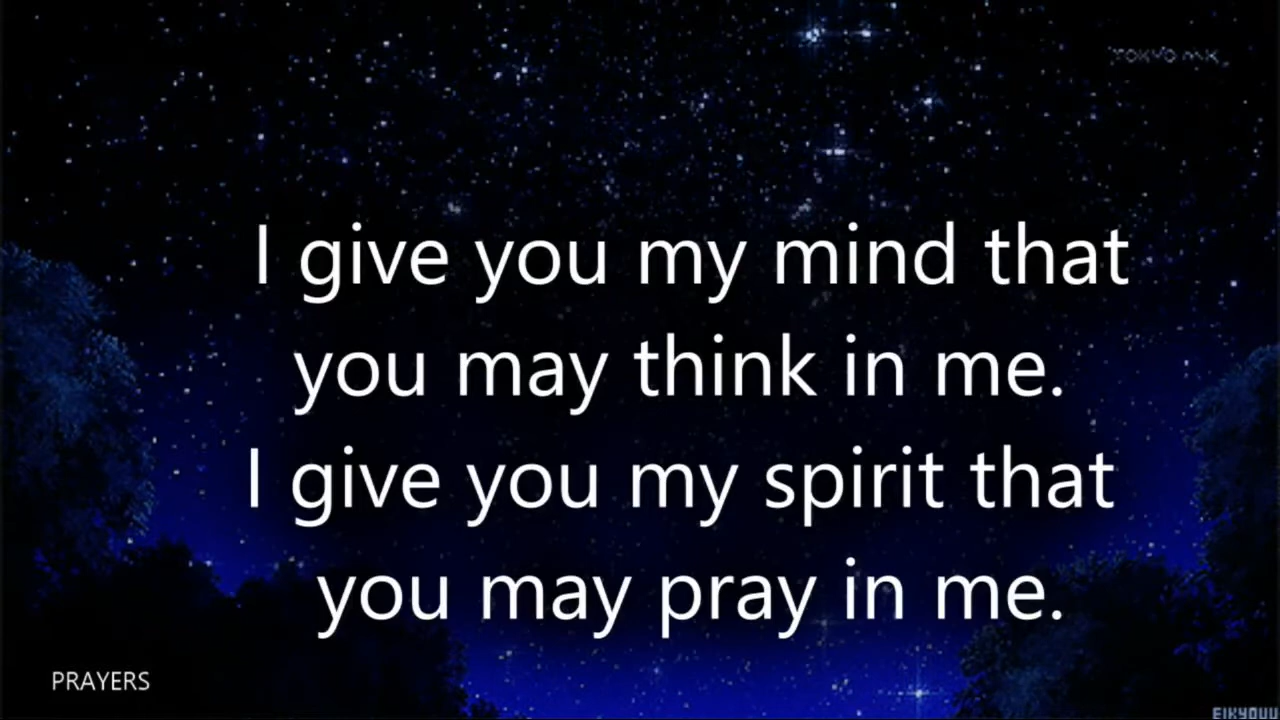 I give you my mind that
you may think in me.
I give you my spirit that
you may pray in me.
PRAYERS
EIKYOUU